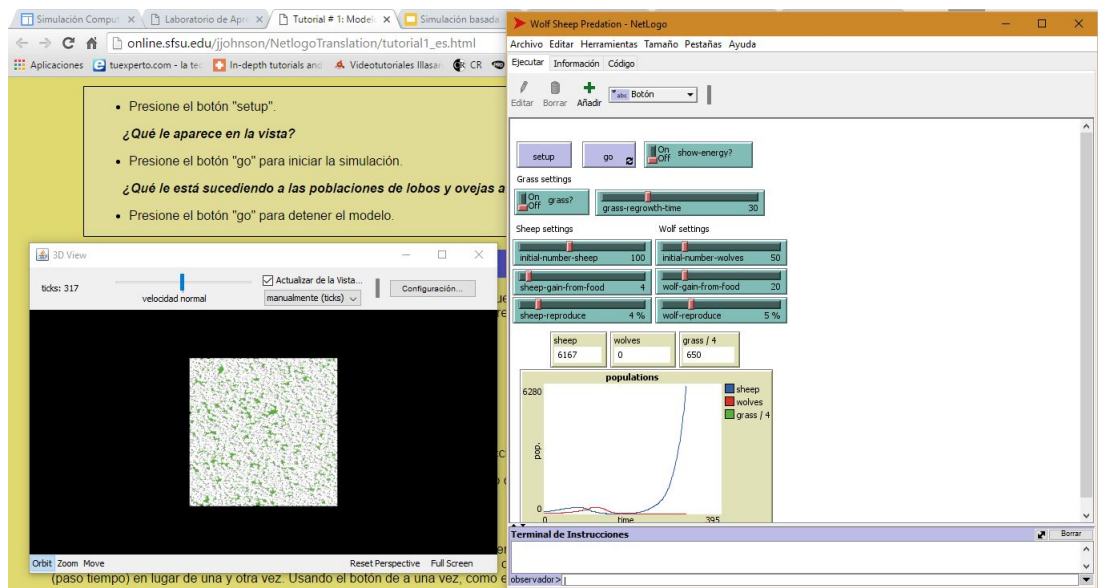 Simulación Comput
Laboratorio de Apre
Tutorial # 1: Model
Simulación basada
online.sfsu.edu/jjohnson/NetlogoTranslation/tutorial1_es.html
Aplicaciones
tuexperto.com - la tec
In-depth tutorials and
Videotutoriales Illasar
CR
• Presione el botón "setup".
¿Qué le aparece en la vista?
• Presione el botón "go" para iniciar la simulación.
¿Qué le está sucediendo a las poblaciones de lobos y ovejas a
• Presione el botón "go" para detener el modelo.
3D View
ticks: 317
velocidad normal
Actualizar de la Vista...
manualmente (ticks)
Configuración...
Orbit Zoom Move
Reset Perspective Full Screen
(paso tiempo) en lugar de una y otra vez. Usando el botón de a una vez, como e
Wolf Sheep Predation - NetLogo
Archivo Editar Herramientas Tamaño Pestañas Ayuda
Ejecutar Información Código
Editar Borrar Añadir
abc Botón
setup
go
On
Off
show-energy?
Grass settings
On
Off
grass?
grass-regrowth-time 30
Sheep settings
Wolf settings
initial-number-sheep 100
initial-number-wolves 50
sheep-gain-from-food 4
wolf-gain-from-food 20
sheep-reproduce 4 %
wolf-reproduce 5 %
sheep
6167
wolves
0
grass / 4
650
populations
6280
pop.
0
0
time
395
sheep
wolves
grass / 4
Terminal de Instrucciones
Borrar
observador>